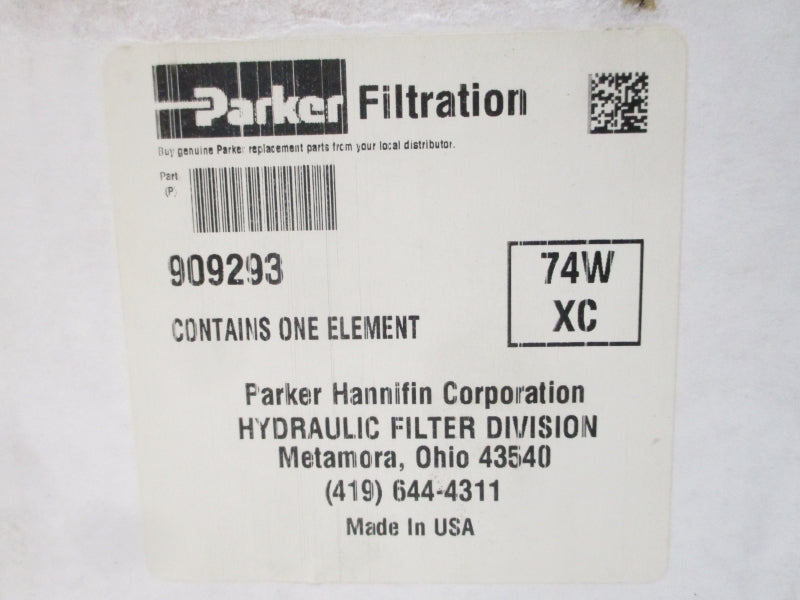 Parker Filtration
Buy genuine Parker replacement parts from your local distributor.
Part
(P)
909293
74W
XC
CONTAINS ONE ELEMENT
Parker Hannifin Corporation
HYDRAULIC FILTER DIVISION
Metamora, Ohio 43540
(419) 644-4311
Made In USA